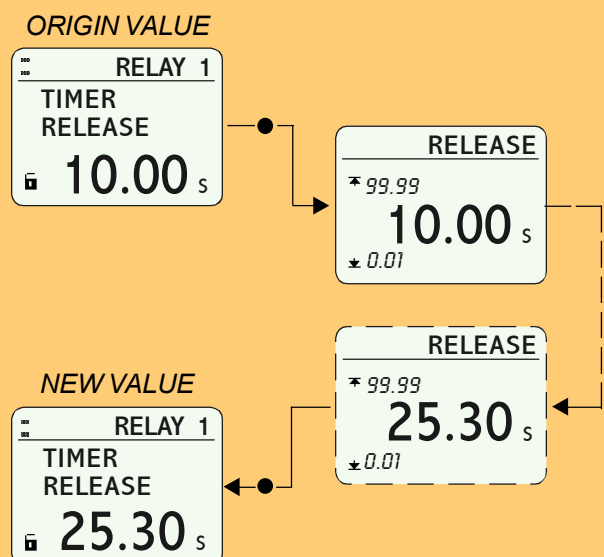 ORIGIN VALUE
RELAY 1
TIMER
RELEASE
10.00 s
RELEASE
99.99
10.00 s
0.01
RELEASE
99.99
25.30 s
0.01
NEW VALUE
RELAY 1
TIMER
RELEASE
25.30 s